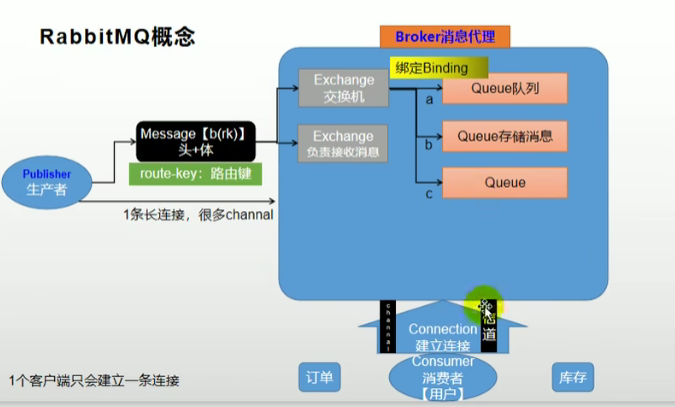 RabbitMQ概念
Broker消息代理
绑定Binding
Exchange
交换机
a
Queue队列
Message【b(rk)】
头+体
Exchange
负责接收消息
b
Queue存储消息
route-key：路由键
Publisher
生产者
c
Queue
1条长连接，很多channal
channal
信道
Connection
建立连接
Consumer
消费者
【用户】
订单
库存
1个客户端只会建立一条连接